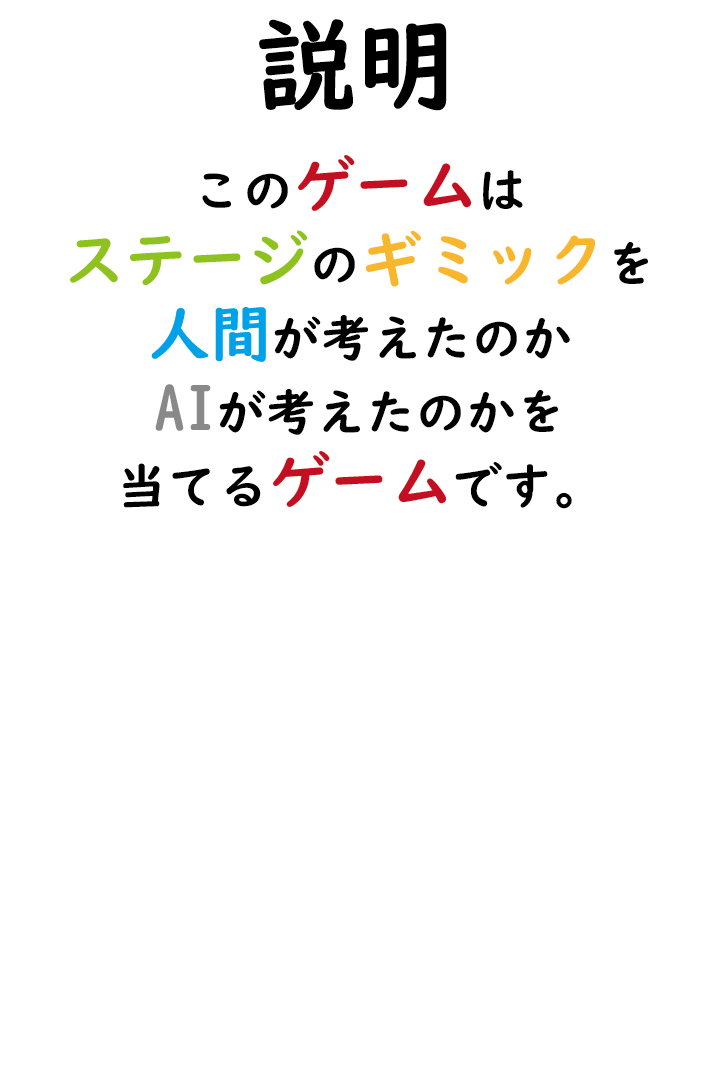 説明
このゲームは
ステージのギミックを
人間が考えたのか
AIが考えたのかを
当てるゲームです。